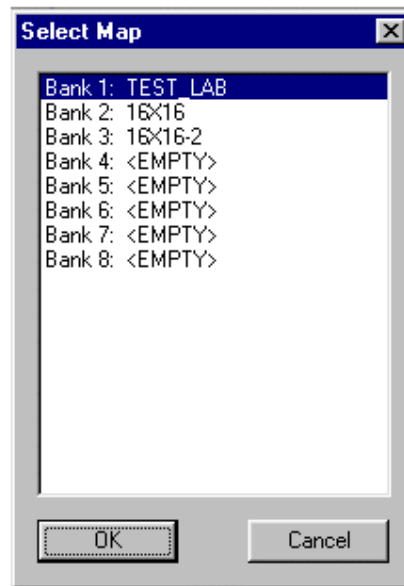 Select Map
Bank 1: TEST_LAB
Bank 2: 16X16
Bank 3: 16X16-2
Bank 4: <EMPTY>
Bank 5: <EMPTY>
Bank 6: <EMPTY>
Bank 7: <EMPTY>
Bank 8: <EMPTY>
OK
Cancel